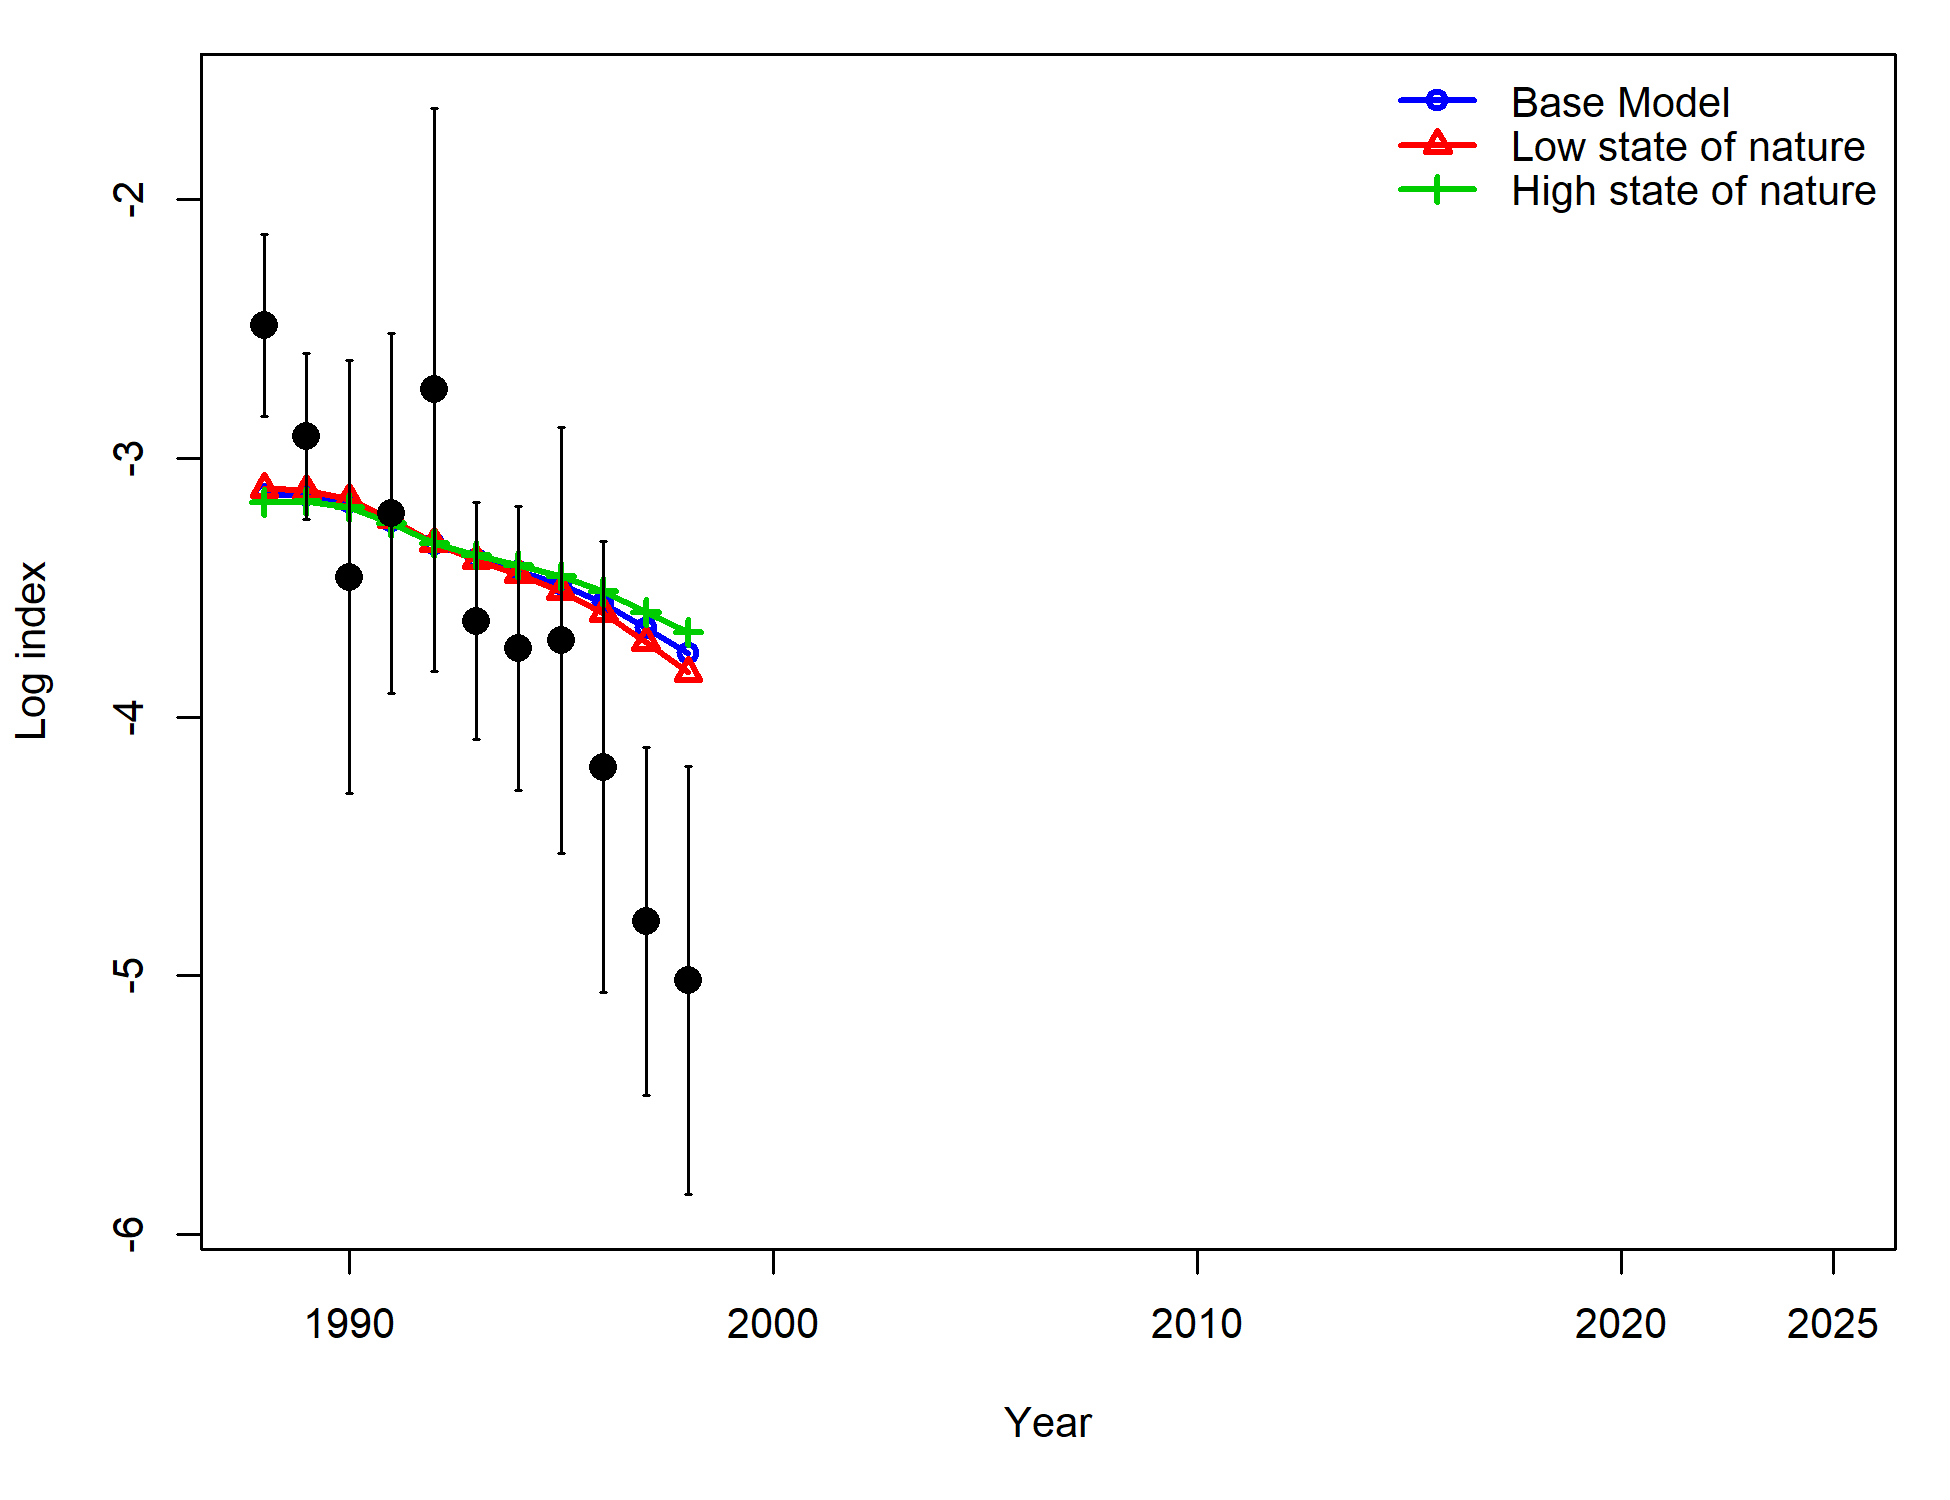 Base Model
Low state of nature
High state of nature
-2
-3
-4
-5
-6
Log index
1990 2000 2010 2020 2025
Year